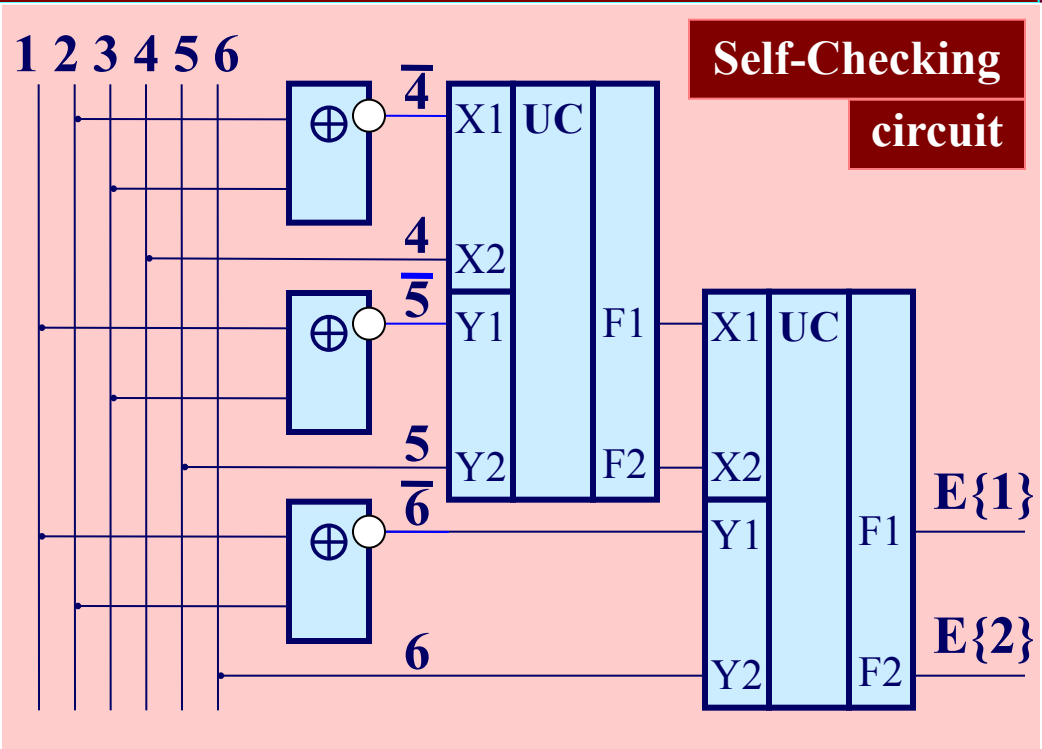 Self-Checking
circuit
1 2 3 4 5 6
⊕
4̅
X1 UC
4
X2
⊕
5̅
Y1 F1
5
Y2 F2
⊕
6̅
6
X1 UC
X2
Y1 F1
E{1}
Y2 F2
E{2}